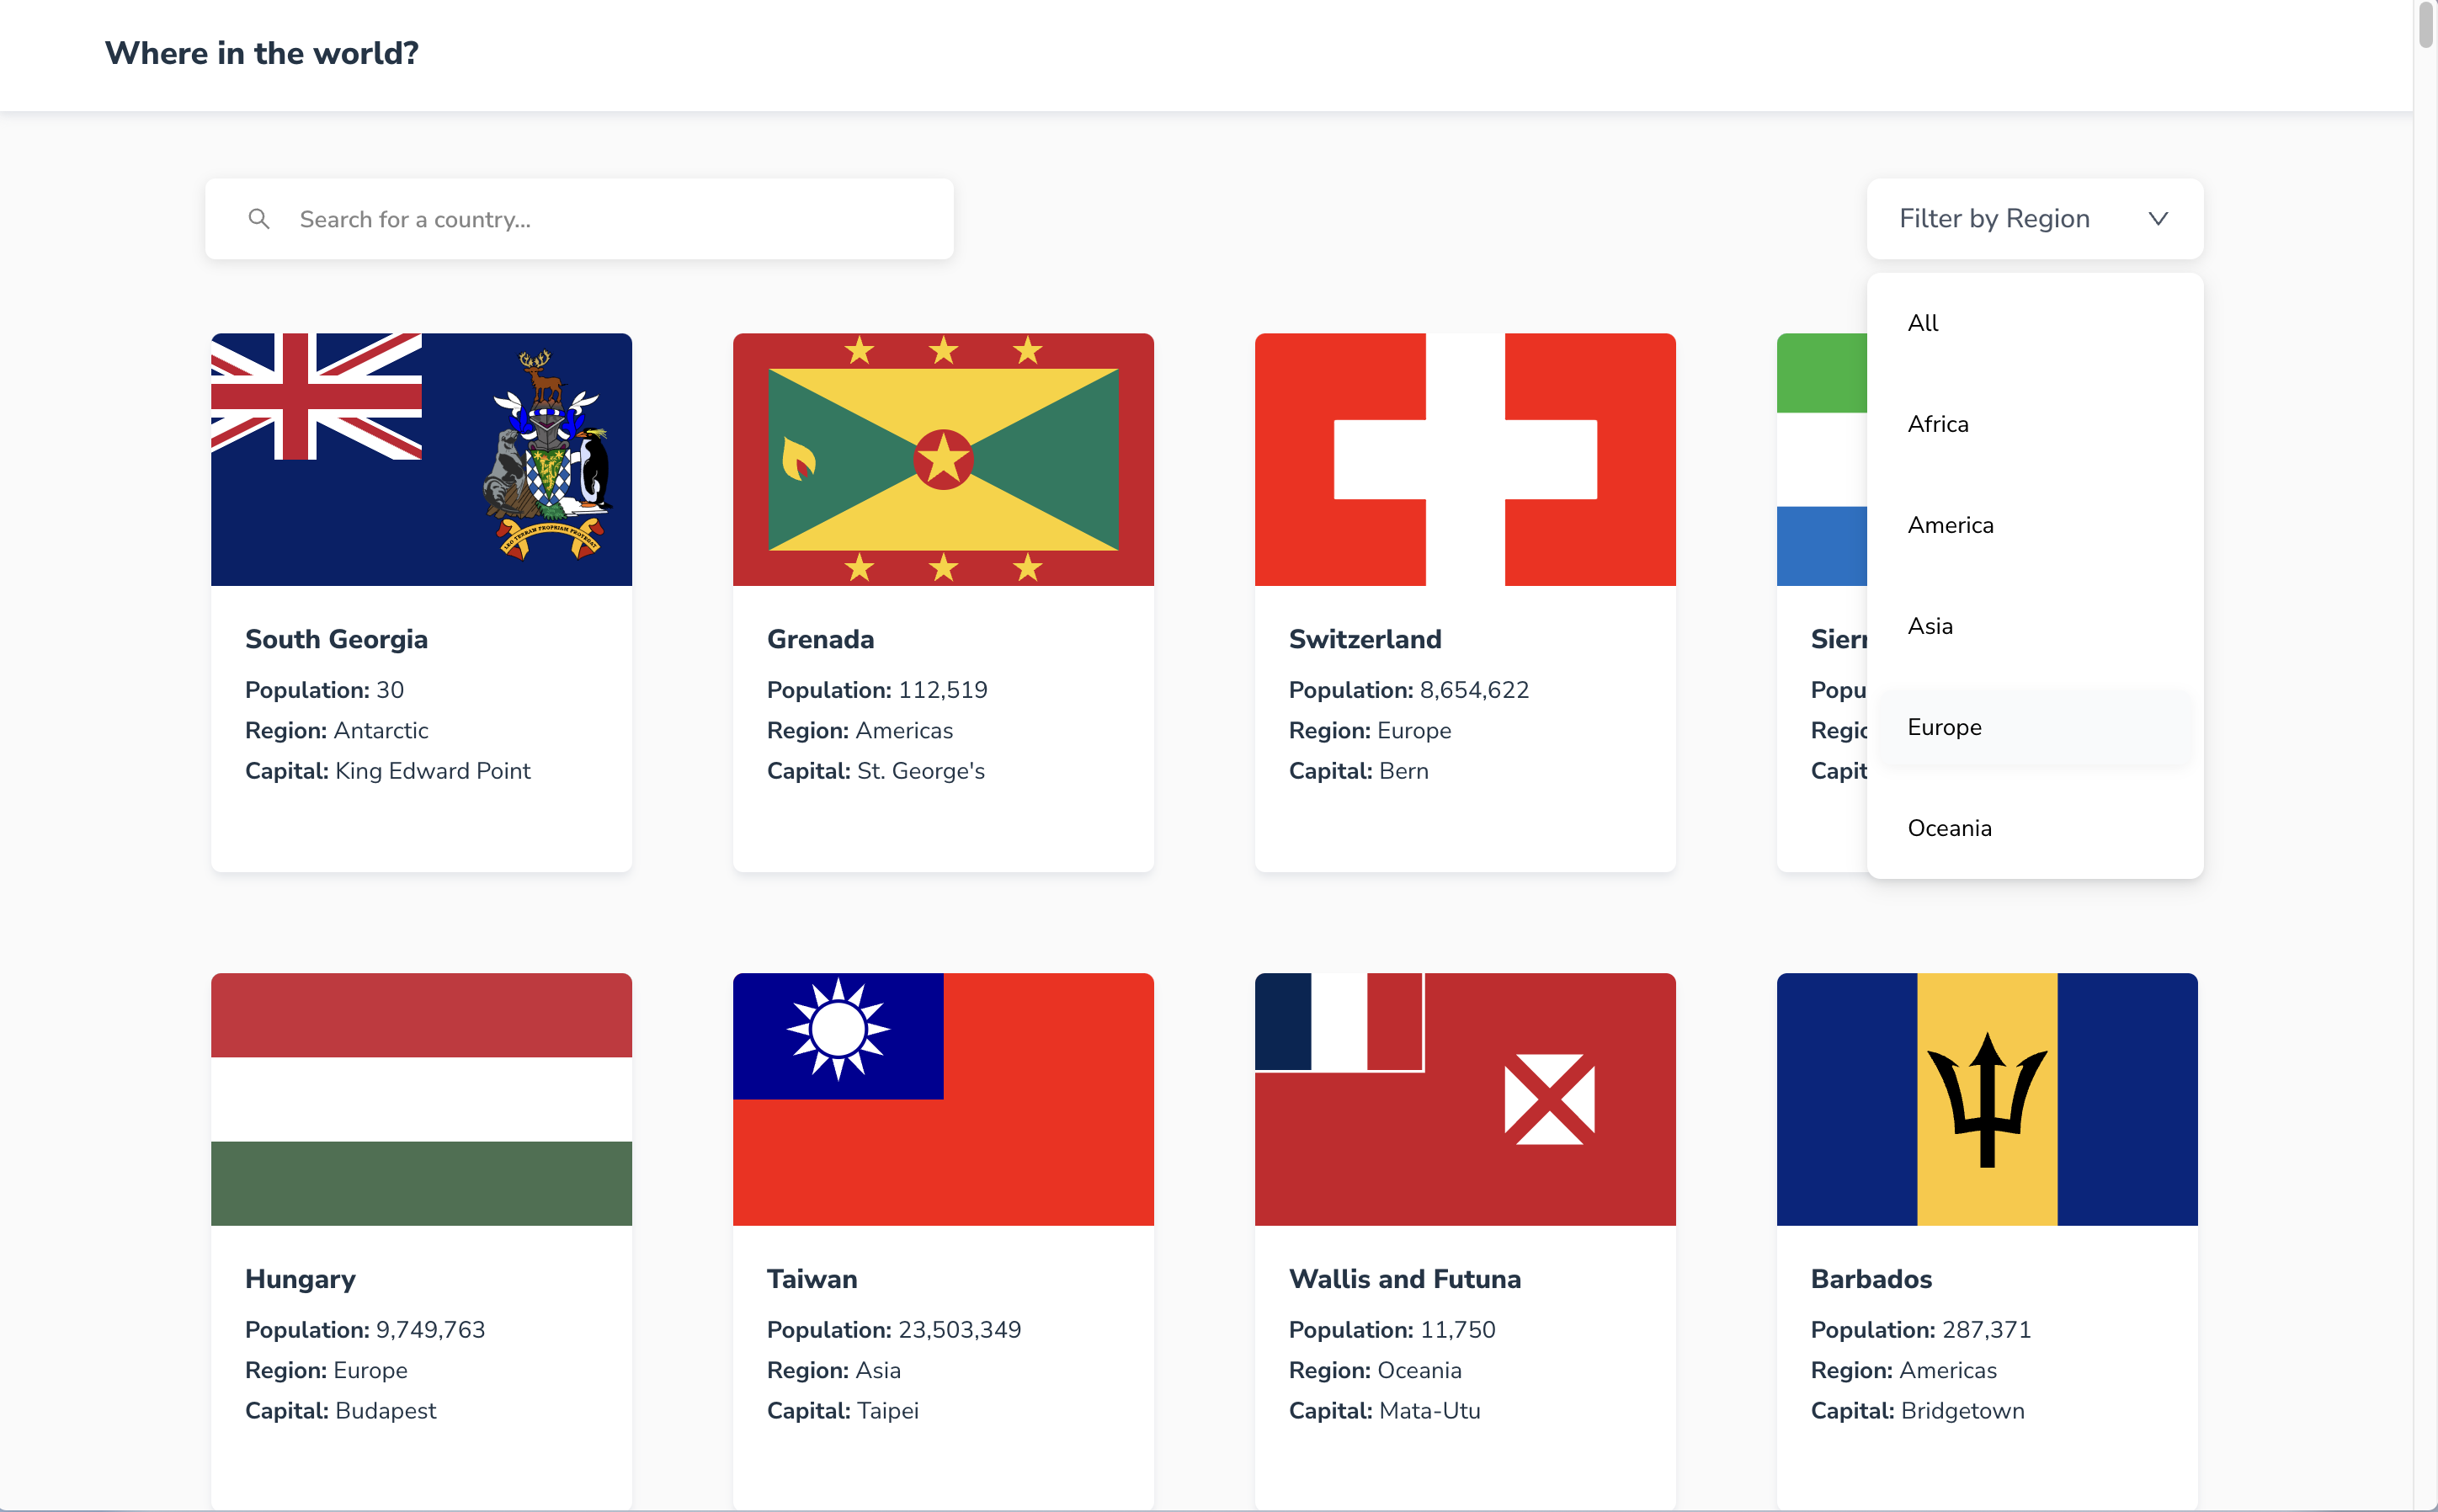 Where in the world?
Search for a country...
Filter by Region
All
Africa
America
Asia
Europe
Oceania
South Georgia
Population: 30
Region: Antarctic
Capital: King Edward Point
Grenada
Population: 112,519
Region: Americas
Capital: St. George's
Switzerland
Population: 8,654,622
Region: Europe
Capital: Bern
Hungary
Population: 9,749,763
Region: Europe
Capital: Budapest
Taiwan
Population: 23,503,349
Region: Asia
Capital: Taipei
Wallis and Futuna
Population: 11,750
Region: Oceania
Capital: Mata-Utu
Barbados
Population: 287,371
Region: Americas
Capital: Bridgetown